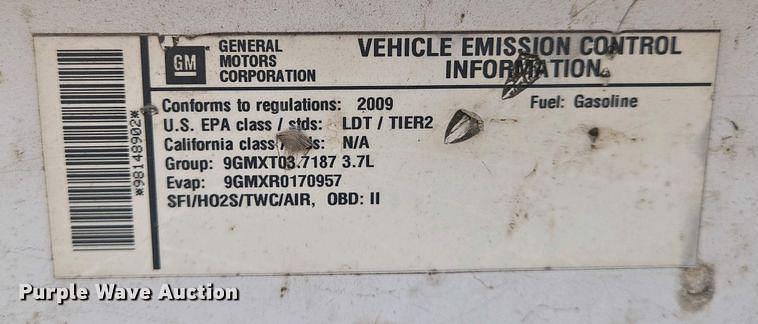 GM
GENERAL
MOTORS
CORPORATION
VEHICLE EMISSION CONTROL
INFORMATION
Conforms to regulations: 2009
Fuel: Gasoline
U.S. EPA class / stds: LDT / TIER2
California class / stds: N/A
Group: 9GMXT03.7187 3.7L
Evap: 9GMXR0170957
SFI/HO2S/TWC/AIR, OBD: II
*98148902*
Purple Wave Auction